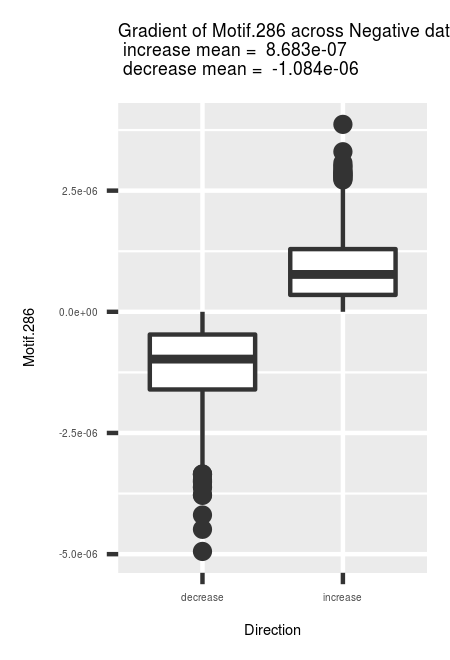 Gradient of Motif.286 across Negative dat
increase mean =  8.683e-07
decrease mean =  -1.084e-06
2.5e-06
0.0e+00
-2.5e-06
-5.0e-06
Motif.286
decrease
increase
Direction